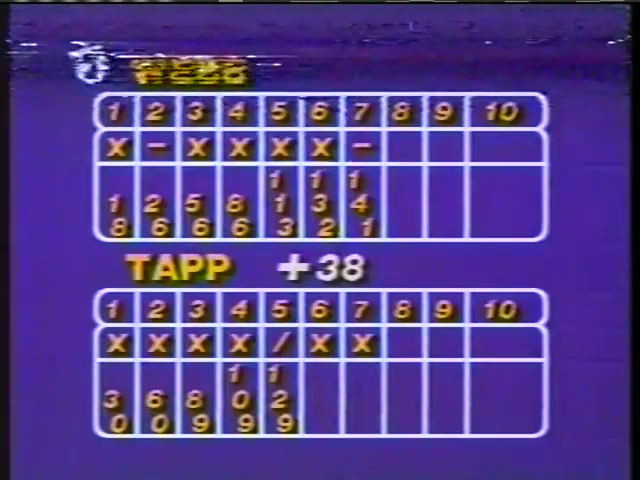 1 2 3 4 5 6 7 8 9 10
X - X X X X -
18 26 56 86 113 132 141
TAPP +38
1 2 3 4 5 6 7 8 9 10
X X X X / X X
30 60 89 109 129